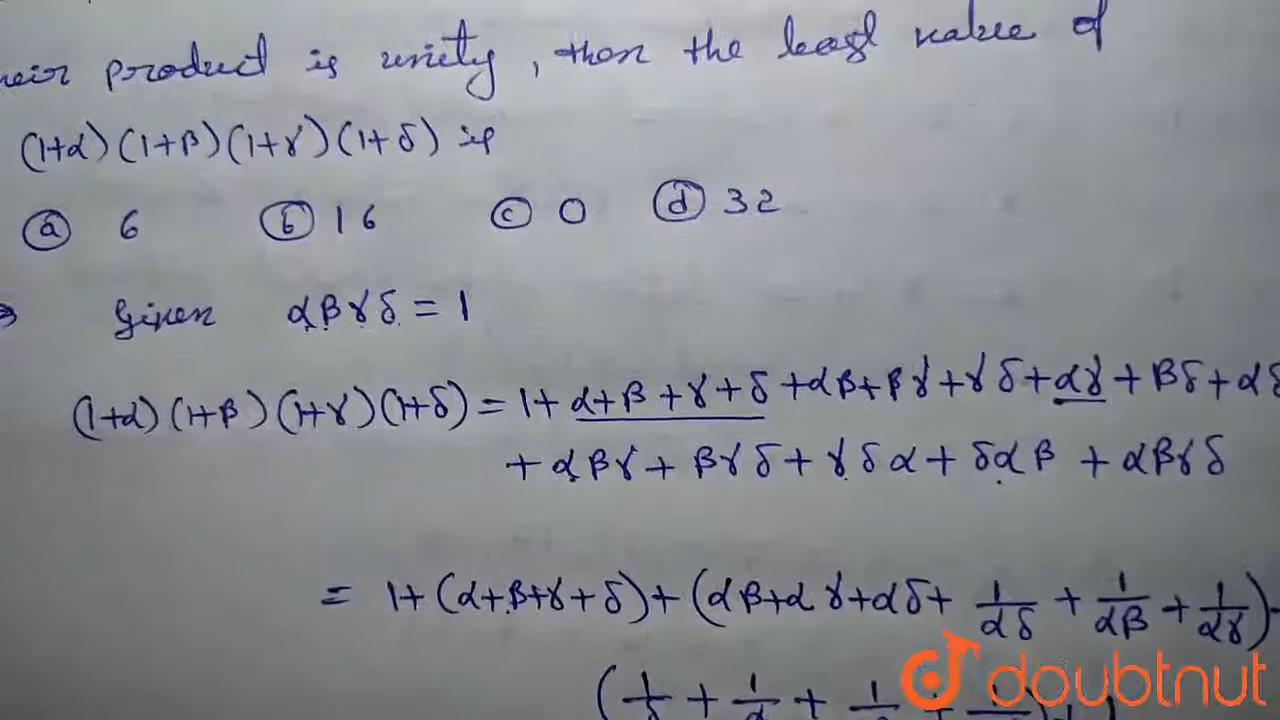 product is unity, then the least value of
(1+α)(1+β)(1+γ)(1+δ) is
(a) 6 (b) 16 (c) 0 (d) 32
Given αβγδ = 1
(1+α)(1+β)(1+γ)(1+δ) = 1+ α+β+γ+δ +αβ+βγ+γδ+αγ+βδ+αδ
+ αβγ + βγδ + γδα + δαβ + αβγδ
= 1+(α+β+γ+δ)+(αβ+αγ+αδ+ 1/αδ + 1/αβ + 1/αγ)+
doubtnut